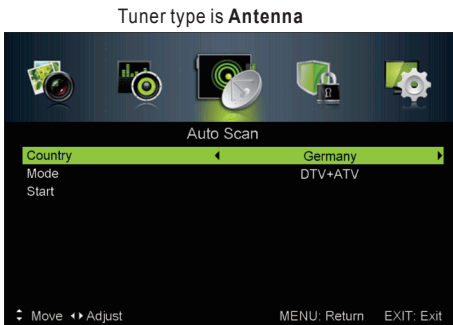 Tuner type is Antenna
Auto Scan
Country Germany
Mode DTV+ATV
Start
Move Adjust MENU: Return EXIT: Exit